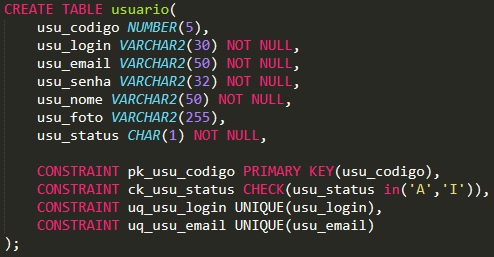 CREATE TABLE usuario(
usu_codigo NUMBER(5),
usu_login VARCHAR2(30) NOT NULL,
usu_email VARCHAR2(50) NOT NULL,
usu_senha VARCHAR2(32) NOT NULL,
usu_nome VARCHAR2(50) NOT NULL,
usu_foto VARCHAR2(255),
usu_status CHAR(1) NOT NULL,
CONSTRAINT pk_usu_codigo PRIMARY KEY(usu_codigo),
CONSTRAINT ck_usu_status CHECK(usu_status in('A','I')),
CONSTRAINT uq_usu_login UNIQUE(usu_login),
CONSTRAINT uq_usu_email UNIQUE(usu_email)
);